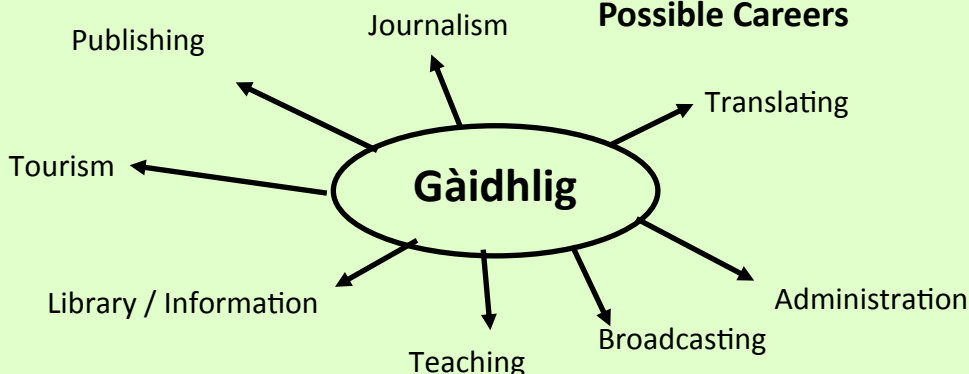 Possible Careers
Journalism
Publishing
Translating
Tourism
Gàidhlig
Library / Information
Administration
Broadcasting
Teaching